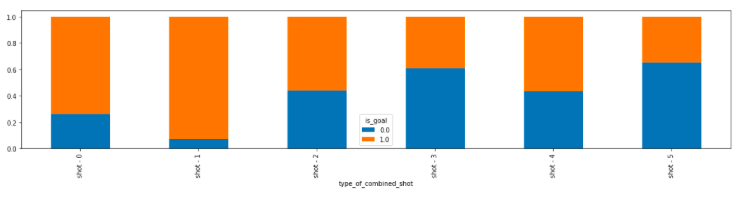 1.0
0.8
0.6
0.4
0.2
0.0
is_goal
0.0
1.0
shot - 0
shot - 1
shot - 2
shot - 3
shot - 4
shot - 5
type_of_combined_shot